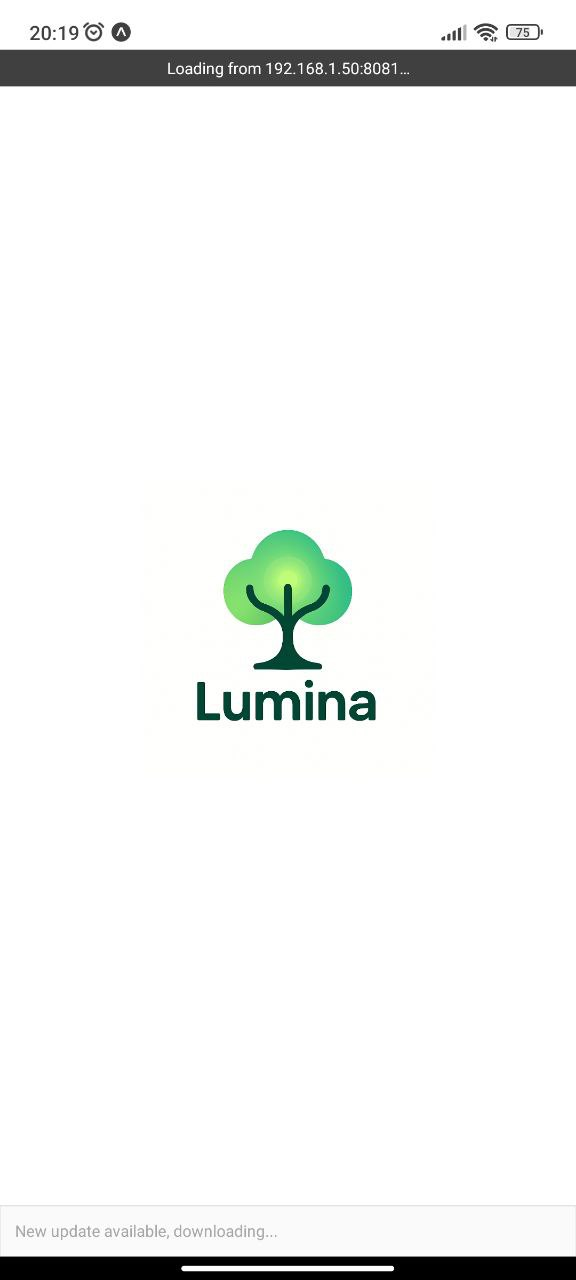 20:19
75
Loading from 192.168.1.50:8081...
Lumina
New update available, downloading...